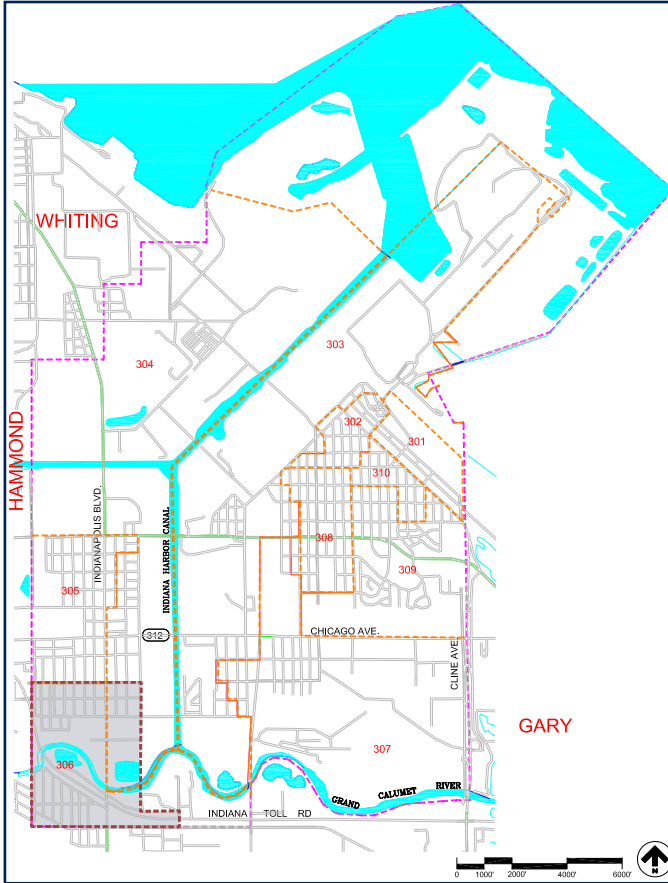 WHITING
304
303
302
301
HAMMOND
310
INDIANAPOLIS BLVD.
INDIANA HARBOR CANAL
308
309
305
312
CHICAGO AVE.
CLINE AVE.
GARY
307
306
GRAND CALUMET RIVER
INDIANA TOLL RD
0 1000' 2000' 4000' 6000'
N